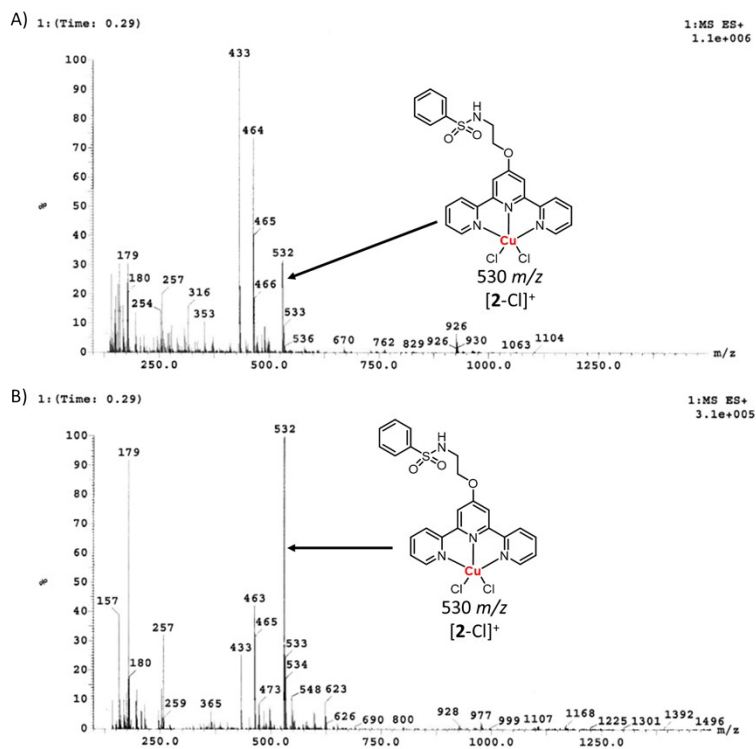 A) 1:(Time: 0.29)
1:MS ES+
1.1e+006
100
433
90
80
464
70
60
50
%
465
40
532
30
179
180
257
466
20
316
254
353
533
10
926
536
670
762
829
926
930
1063
1104
0
m/z
250.0
500.0
750.0
1000.0
1250.0
H
N
S
O
O
O
N
N
N
Cu
Cl
Cl
530 m/z
[2-Cl]+
B) 1:(Time: 0.29)
1:MS ES+
3.1e+005
532
100
179
90
80
70
60
50
%
463
40
157
465
257
30
533
433
20
180
534
548
623
10
473
259
365
626
690
800
928
977
999
1107
1168
1225
1301
1392
1496
0
m/z
250.0
500.0
750.0
1000.0
1250.0
H
N
S
O
O
O
N
N
N
Cu
Cl
Cl
530 m/z
[2-Cl]+